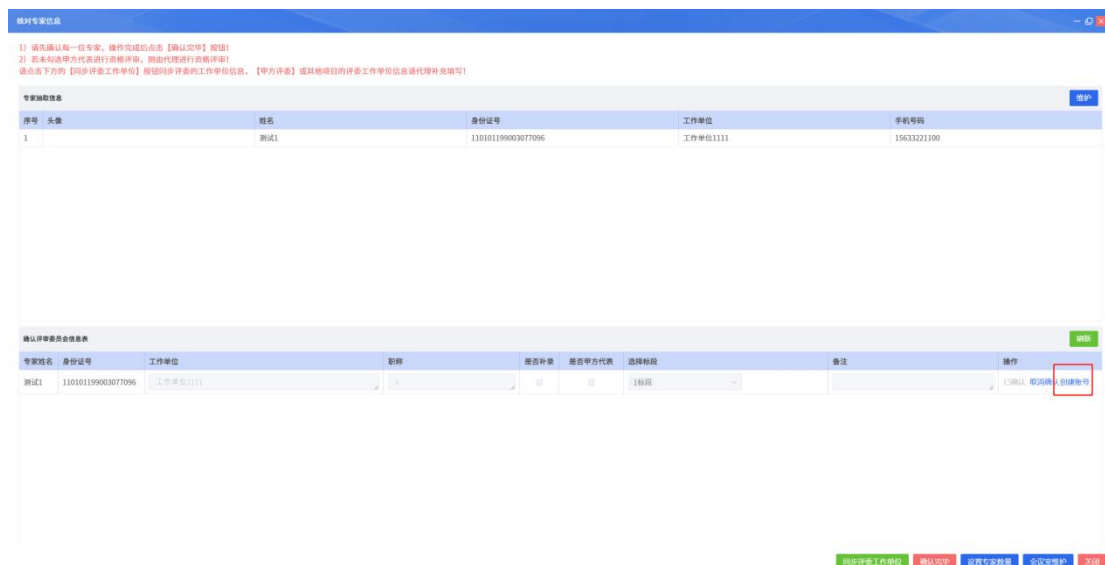 核对专家信息
1）请先确认每一位专家，操作完成后点击【确认完毕】按钮！
2）若未勾选甲方代表进行资格评审，则由代理进行资格评审！
请点击下方的【同步评委工作单位】按钮同步评委的工作单位信息，【甲方评委】或其他项目的评委工作单位信息请代理补充填写！
专家抽取信息 维护
序号 头像 姓名 身份证号 工作单位 手机号码
1 测试1 110101199003077096 工作单位1111 15633221100
确认评审委员会信息表 刷新
专家姓名 身份证号 工作单位 职称 是否补录 是否甲方代表 选择标段 备注 操作
测试1 110101199003077096 工作单位1111 1 1标段 已确认 取消确认 创建账号
同步评委工作单位 确认完毕 设置专家数量 会议室维护 关闭